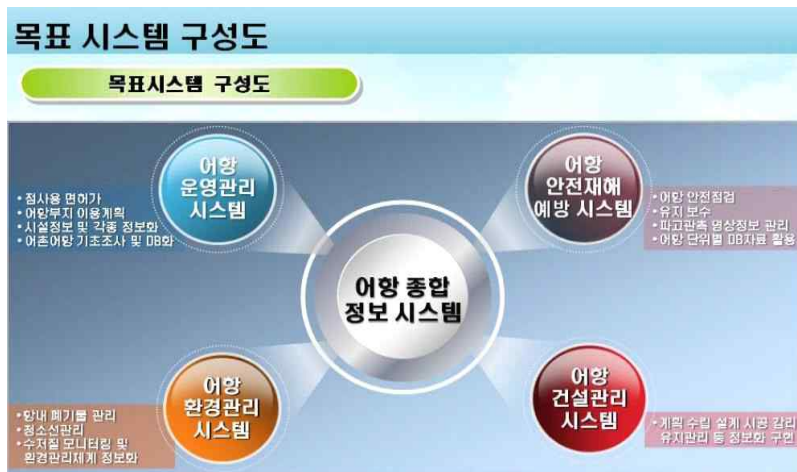 목표 시스템 구성도
목표시스템 구성도
어항
운영관리
시스템
• 점사용 면허가
• 어항부지 이용계획
• 시설정보 및 각종 정보화
• 어촌어항 기초조사 및 DB화
어항
안전재해
예방 시스템
• 어항 안전점검
• 유지 보수
• 파고관측 영상정보 관리
• 어항 단위별 DB자료 활용
어항 종합
정보 시스템
어항
환경관리
시스템
• 항내 폐기물 관리
• 청소선관리
• 수저질 모니터링 및
환경관리체계 정보화
어항
건설관리
시스템
• 계획 수립 설계 시공 감리
유지관리 등 정보화 구현